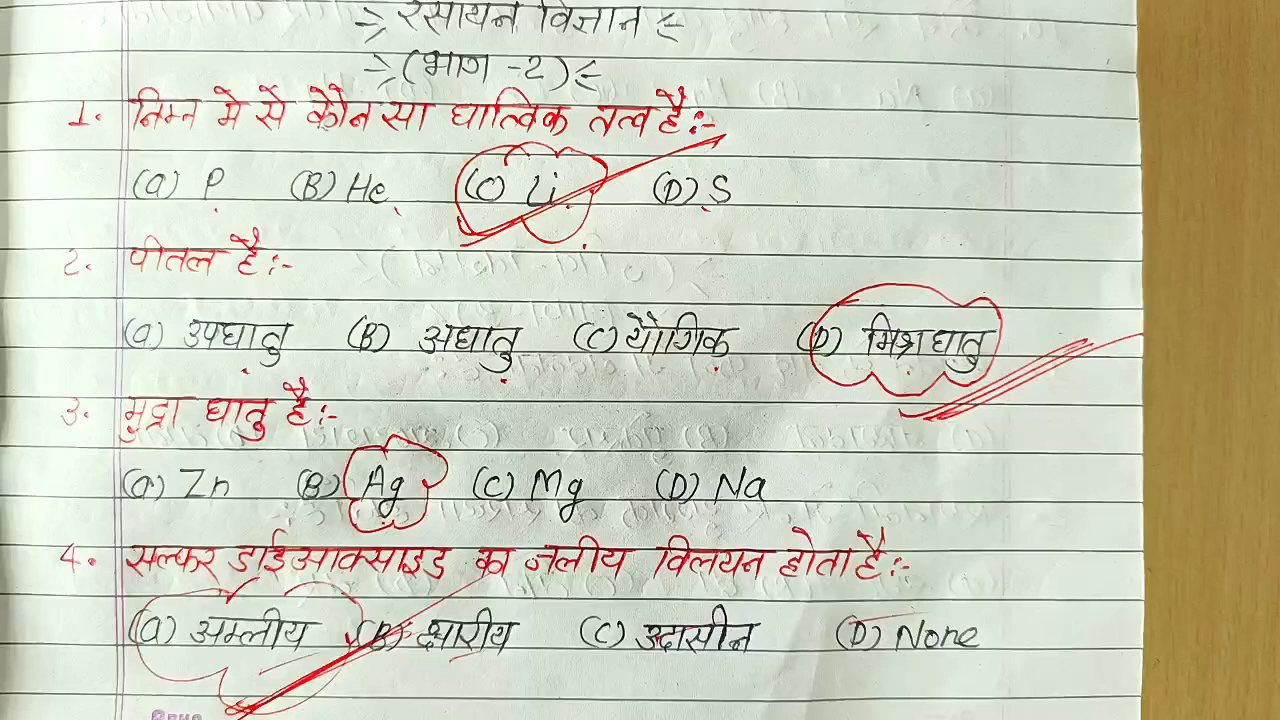 रसायन विज्ञान
(भाग -2)
1. निम्न मे से कौन सा धात्विक तत्व है:-
(a) P (B) He (C) Li (D) S
2. पीतल है:-
(a) उपधातु (B) अधातु (C) यौगिक (D) मिश्रधातु
3. मुद्रा धातु है:-
(a) Zn (B) Ag (C) Mg (D) Na
4. सल्फर डाईआक्साइड का जलीय विलयन होता है:-
(a) अम्लीय (B) क्षारीय (C) उदासीन (D) None